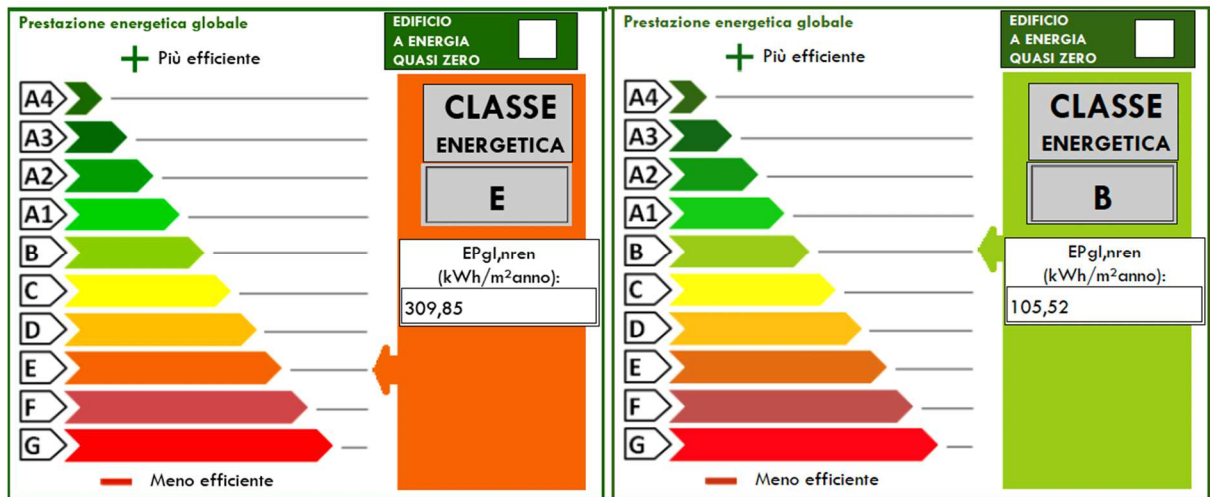 Prestazione energetica globale
EDIFICIO
A ENERGIA
QUASI ZERO
Più efficiente
A4
A3
A2
A1
B
C
D
E
F
G
CLASSE
ENERGETICA
E
EPgl,nren
(kWh/m²anno):
309,85
Meno efficiente
Prestazione energetica globale
EDIFICIO
A ENERGIA
QUASI ZERO
Più efficiente
A4
A3
A2
A1
B
C
D
E
F
G
CLASSE
ENERGETICA
B
EPgl,nren
(kWh/m²anno):
105,52
Meno efficiente